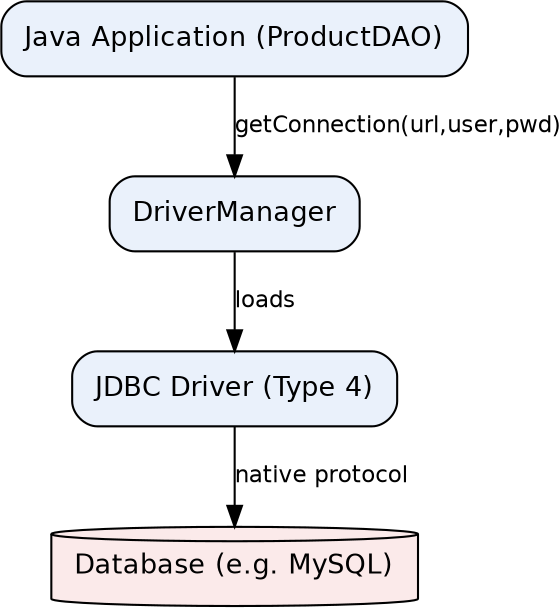 Java Application (ProductDAO)
getConnection(url,user,pwd)
DriverManager
loads
JDBC Driver (Type 4)
native protocol
Database (e.g. MySQL)